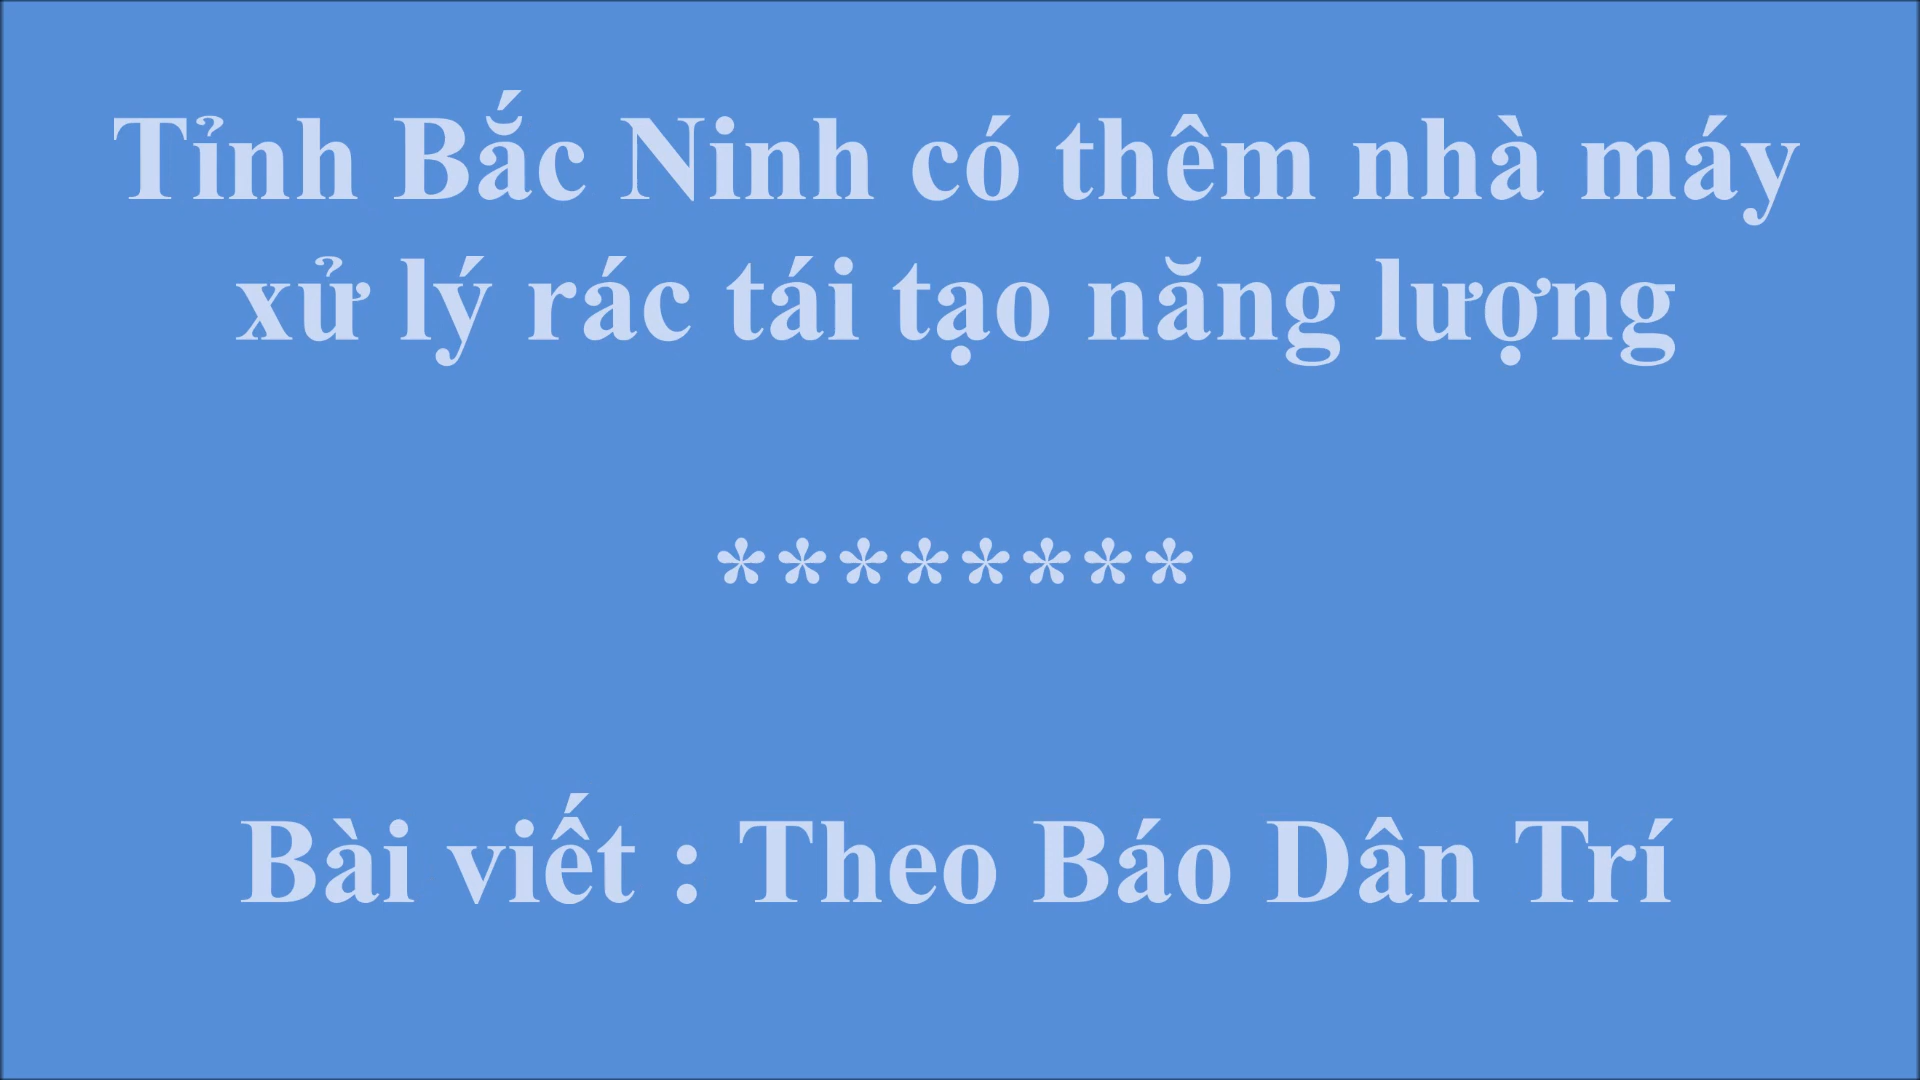 Tỉnh Bắc Ninh có thêm nhà máy
xử lý rác tái tạo năng lượng
********
Bài viết : Theo Báo Dân Trí